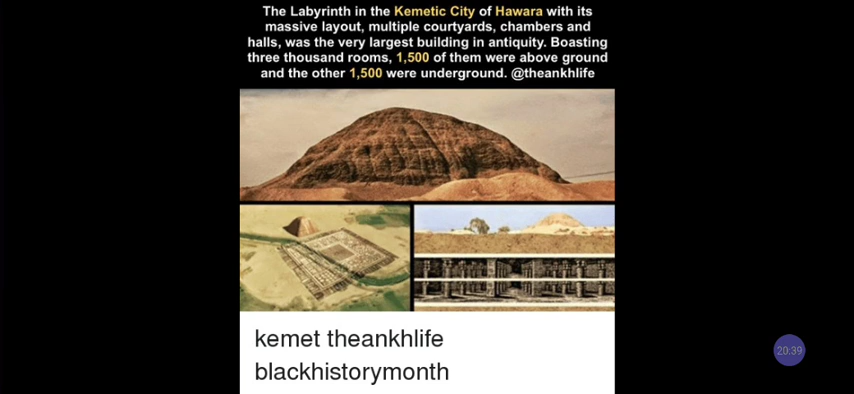 The Labyrinth in the Kemetic City of Hawara with its
massive layout, multiple courtyards, chambers and
halls, was the very largest building in antiquity. Boasting
three thousand rooms, 1,500 of them were above ground
and the other 1,500 were underground. @theankhlife
kemet theankhlife
blackhistorymonth
20:39